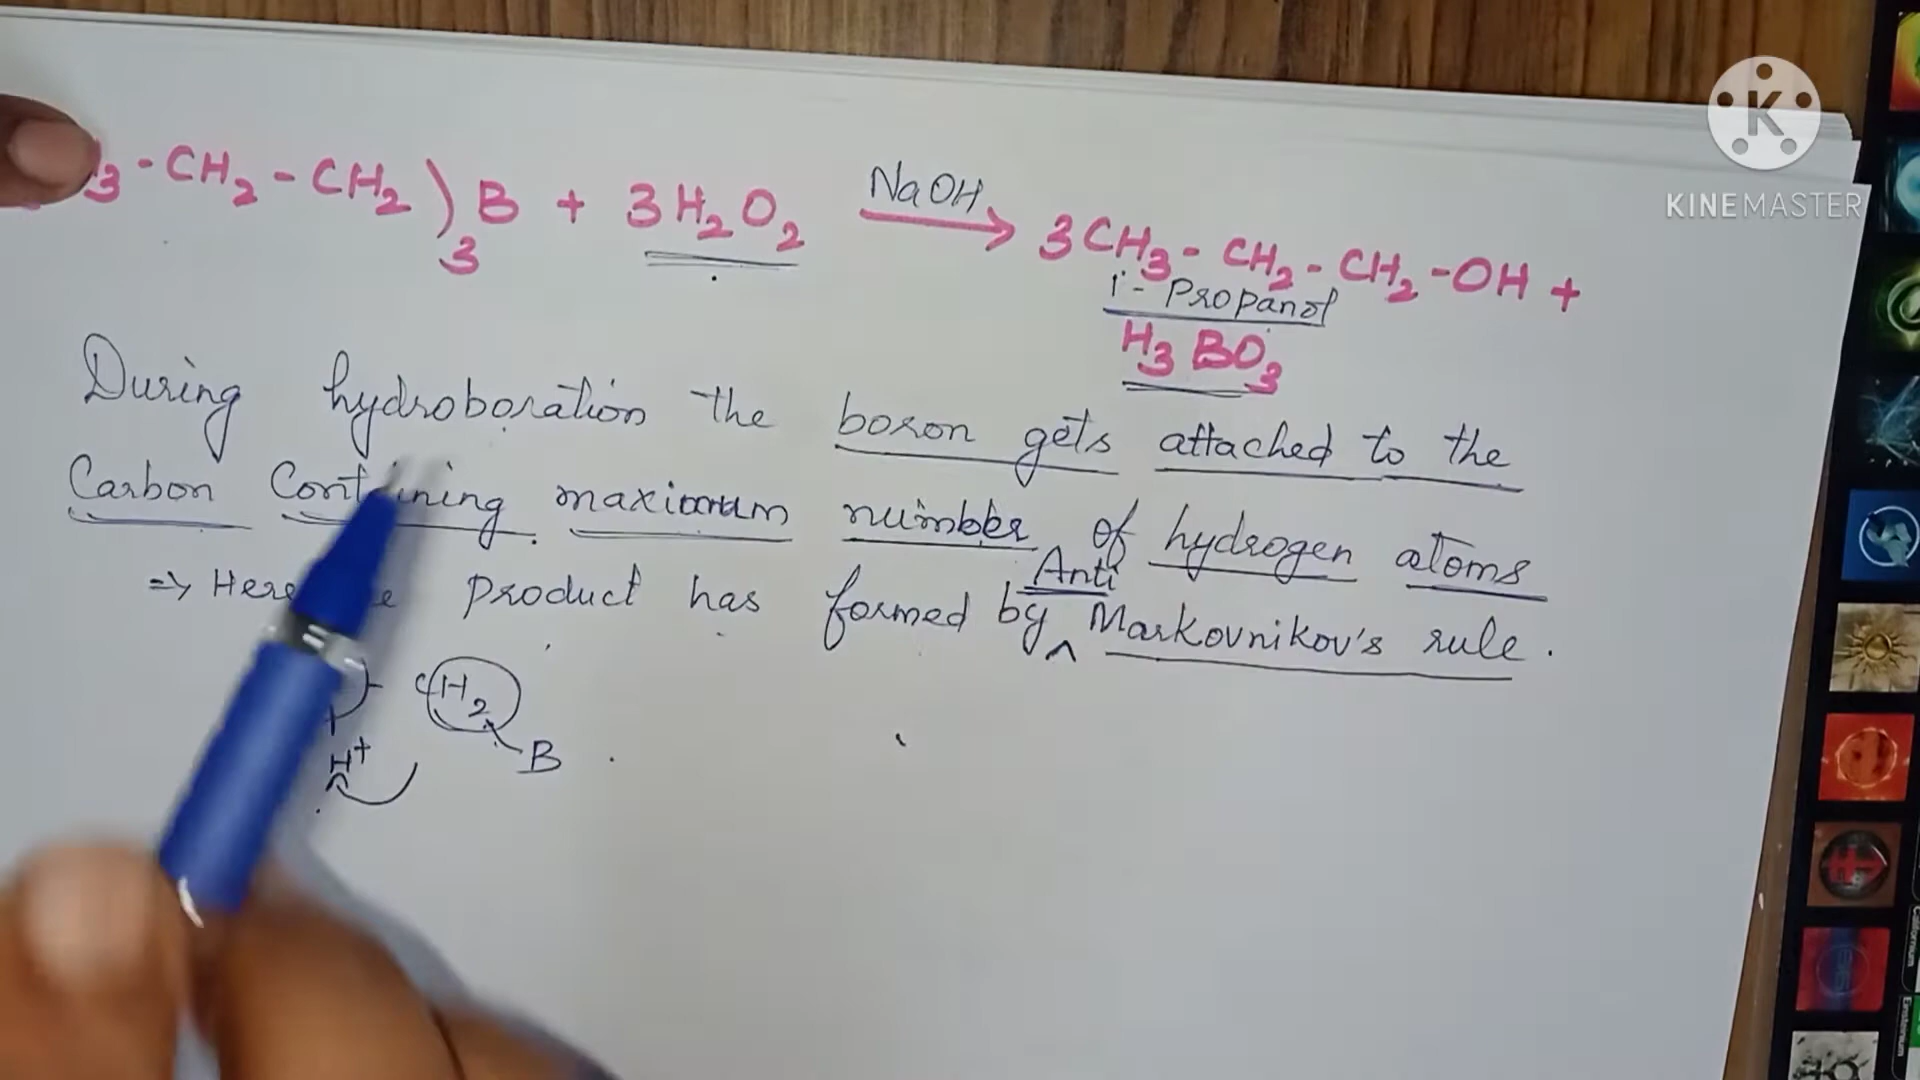 3 - CH2 - CH2)3 B + 3H2O2 NaOH → 3CH3 - CH2 - CH2 - OH +
1 - Propanol
H3BO3
During hydroboration the boron gets attached to the
Carbon Containing maximum number of hydrogen atoms
⇒ Here product has formed by ^ Anti Markovnikov's rule.
- CH2
H+
B
K
KINEMASTER